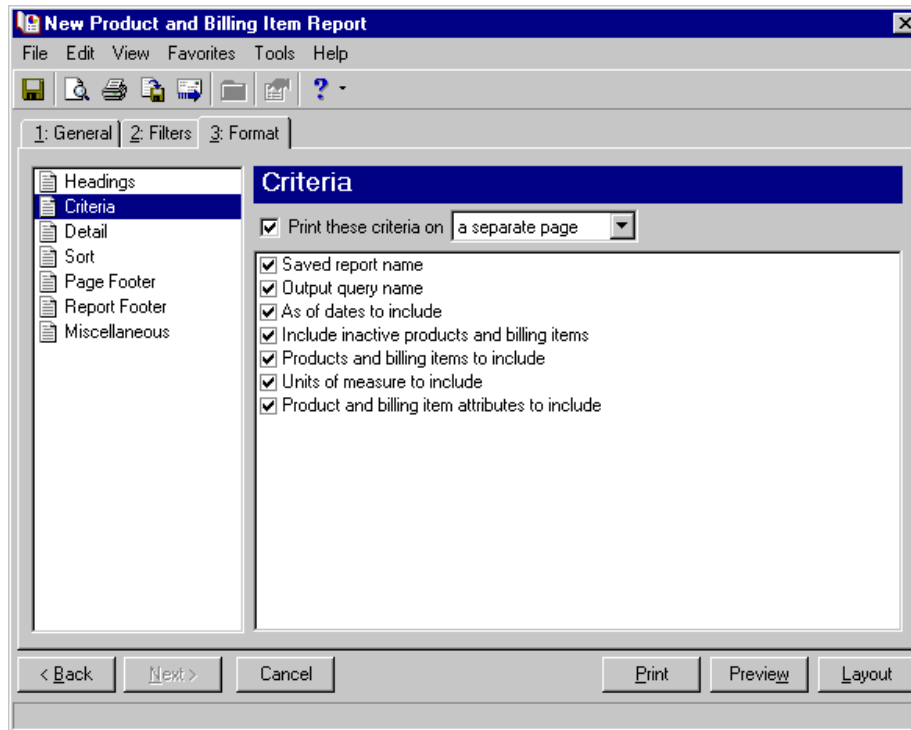 New Product and Billing Item Report
File Edit View Favorites Tools Help
?
1: General 2: Filters 3: Format
Headings
Criteria
Detail
Sort
Page Footer
Report Footer
Miscellaneous
Criteria
Print these criteria on a separate page
Saved report name
Output query name
As of dates to include
Include inactive products and billing items
Products and billing items to include
Units of measure to include
Product and billing item attributes to include
< Back Next > Cancel Print Preview Layout